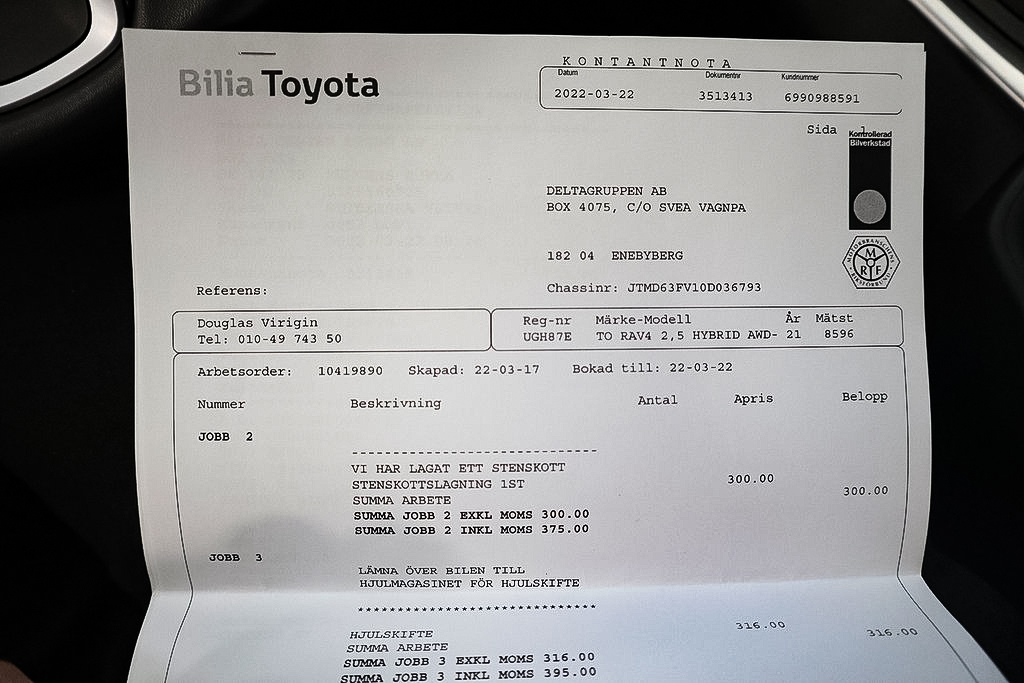 Bilia Toyota
KONTANTNOTA
Datum Dokumentnr Kundnummer
2022-03-22 3513413 6990988591
Sida 1
Kontrollerad
Bilverkstad
DELTAGRUPPEN AB
BOX 4075, C/O SVEA VAGNPA
182 04 ENEBYBERG
MOTORBRANSCHENS RIKSFÖRBUND
MRF
Referens:
Chassinr: JTMD63FV10D036793
Douglas Virigin
Tel: 010-49 743 50
Reg-nr Märke-Modell År Mätst
UGH87E TO RAV4 2,5 HYBRID AWD- 21 8596
Arbetsorder: 10419890 Skapad: 22-03-17 Bokad till: 22-03-22
Nummer Beskrivning Antal Apris Belopp
JOBB 2
------------------------------
VI HAR LAGAT ETT STENSKOTT
STENSKOTTSLAGNING 1ST 300.00
SUMMA ARBETE 300.00
SUMMA JOBB 2 EXKL MOMS 300.00
SUMMA JOBB 2 INKL MOMS 375.00
JOBB 3
LÄMNA ÖVER BILEN TILL
HJULMAGASINET FÖR HJULSKIFTE
******************************
HJULSKIFTE 316.00
SUMMA ARBETE 316.00
SUMMA JOBB 3 EXKL MOMS 316.00
SUMMA JOBB 3 INKL MOMS 395.00